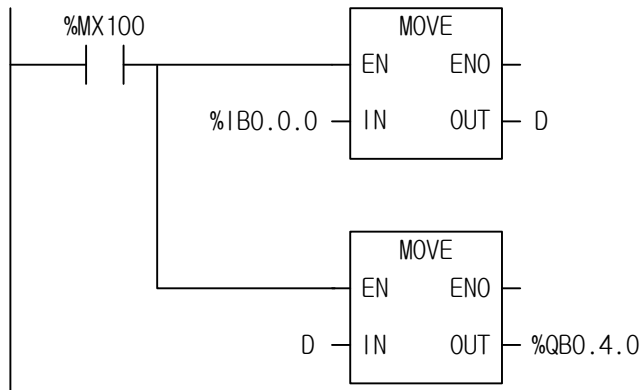 %MX100
MOVE
EN ENO
%IB0.0.0 IN OUT D
MOVE
EN ENO
D IN OUT %QB0.4.0